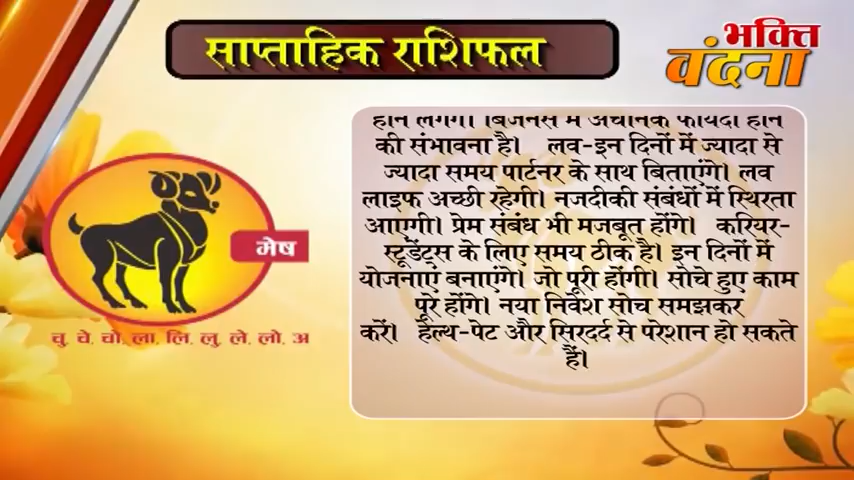 साप्ताहिक राशिफल
भक्ति
वंदना
की संभावना है। लव-इन दिनों में ज्यादा से
ज्यादा समय पार्टनर के साथ बिताएंगे। लव
लाइफ अच्छी रहेगी। नजदीकी संबंधों में स्थिरता
आएगी। प्रेम संबंध भी मजबूत होंगे। करियर-
स्टूडेंट्स के लिए समय ठीक है। इन दिनों में
योजनाएं बनाएंगे। जो पूरी होंगी। सोचे हुए काम
पूरे होंगे। नया निवेश सोच समझकर
करें। हैल्थ-पेट और सिरदर्द से परेशान हो सकते
हैं।
मेष
चु, चे, चो, ला, लि, लु, ले, लो, अ